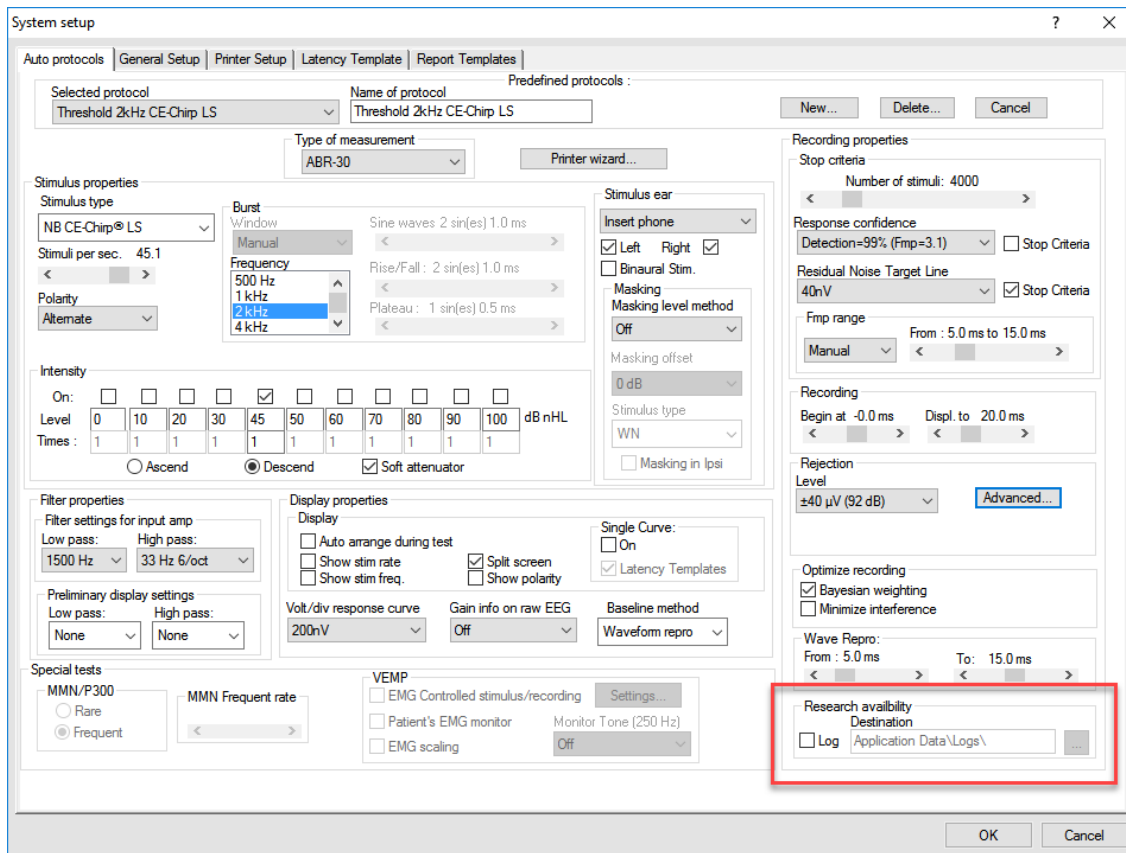 System setup
? ×
Auto protocols General Setup Printer Setup Latency Template Report Templates
Predefined protocols :
Selected protocol
Threshold 2kHz CE-Chirp LS
Name of protocol
Threshold 2kHz CE-Chirp LS
New... Delete... Cancel
Type of measurement
ABR-30
Printer wizard...
Stimulus properties
Stimulus type
NB CE-Chirp® LS
Stimuli per sec. 45.1
Polarity
Alternate
Burst
Window
Manual
Frequency
500 Hz
1 kHz
2 kHz
4 kHz
Sine waves 2 sin(es) 1.0 ms
Rise/Fall : 2 sin(es) 1.0 ms
Plateau : 1 sin(es) 0.5 ms
Intensity
On:
Level 0 10 20 30 45 50 60 70 80 90 100 dB nHL
Times : 1 1 1 1 1 1 1 1 1 1 1
Ascend Descend Soft attenuator
Stimulus ear
Insert phone
Left Right
Binaural Stim.
Masking
Masking level method
Off
Masking offset
0 dB
Stimulus type
WN
Masking in Ipsi
Recording properties
Stop criteria
Number of stimuli: 4000
Response confidence
Detection=99% (Fmp=3.1) Stop Criteria
Residual Noise Target Line
40nV Stop Criteria
Fmp range
Manual
From : 5.0 ms to 15.0 ms
Recording
Begin at -0.0 ms Displ. to 20.0 ms
Rejection
Level
±40 µV (92 dB)
Advanced...
Optimize recording
Bayesian weighting
Minimize interference
Wave Repro:
From : 5.0 ms To: 15.0 ms
Research availbility
Destination
Log Application Data\Logs\ ...
Filter properties
Filter settings for input amp
Low pass: High pass:
1500 Hz 33 Hz 6/oct
Preliminary display settings
Low pass: High pass:
None None
Display properties
Display
Auto arrange during test
Show stim rate Split screen
Show stim freq. Show polarity
Single Curve:
On
Latency Templates
Volt/div response curve
200nV
Gain info on raw EEG
Off
Baseline method
Waveform repro
Special tests
MMN/P300
Rare
Frequent
MMN Frequent rate
VEMP
EMG Controlled stimulus/recording Settings...
Patient's EMG monitor Monitor Tone (250 Hz)
EMG scaling Off
OK Cancel